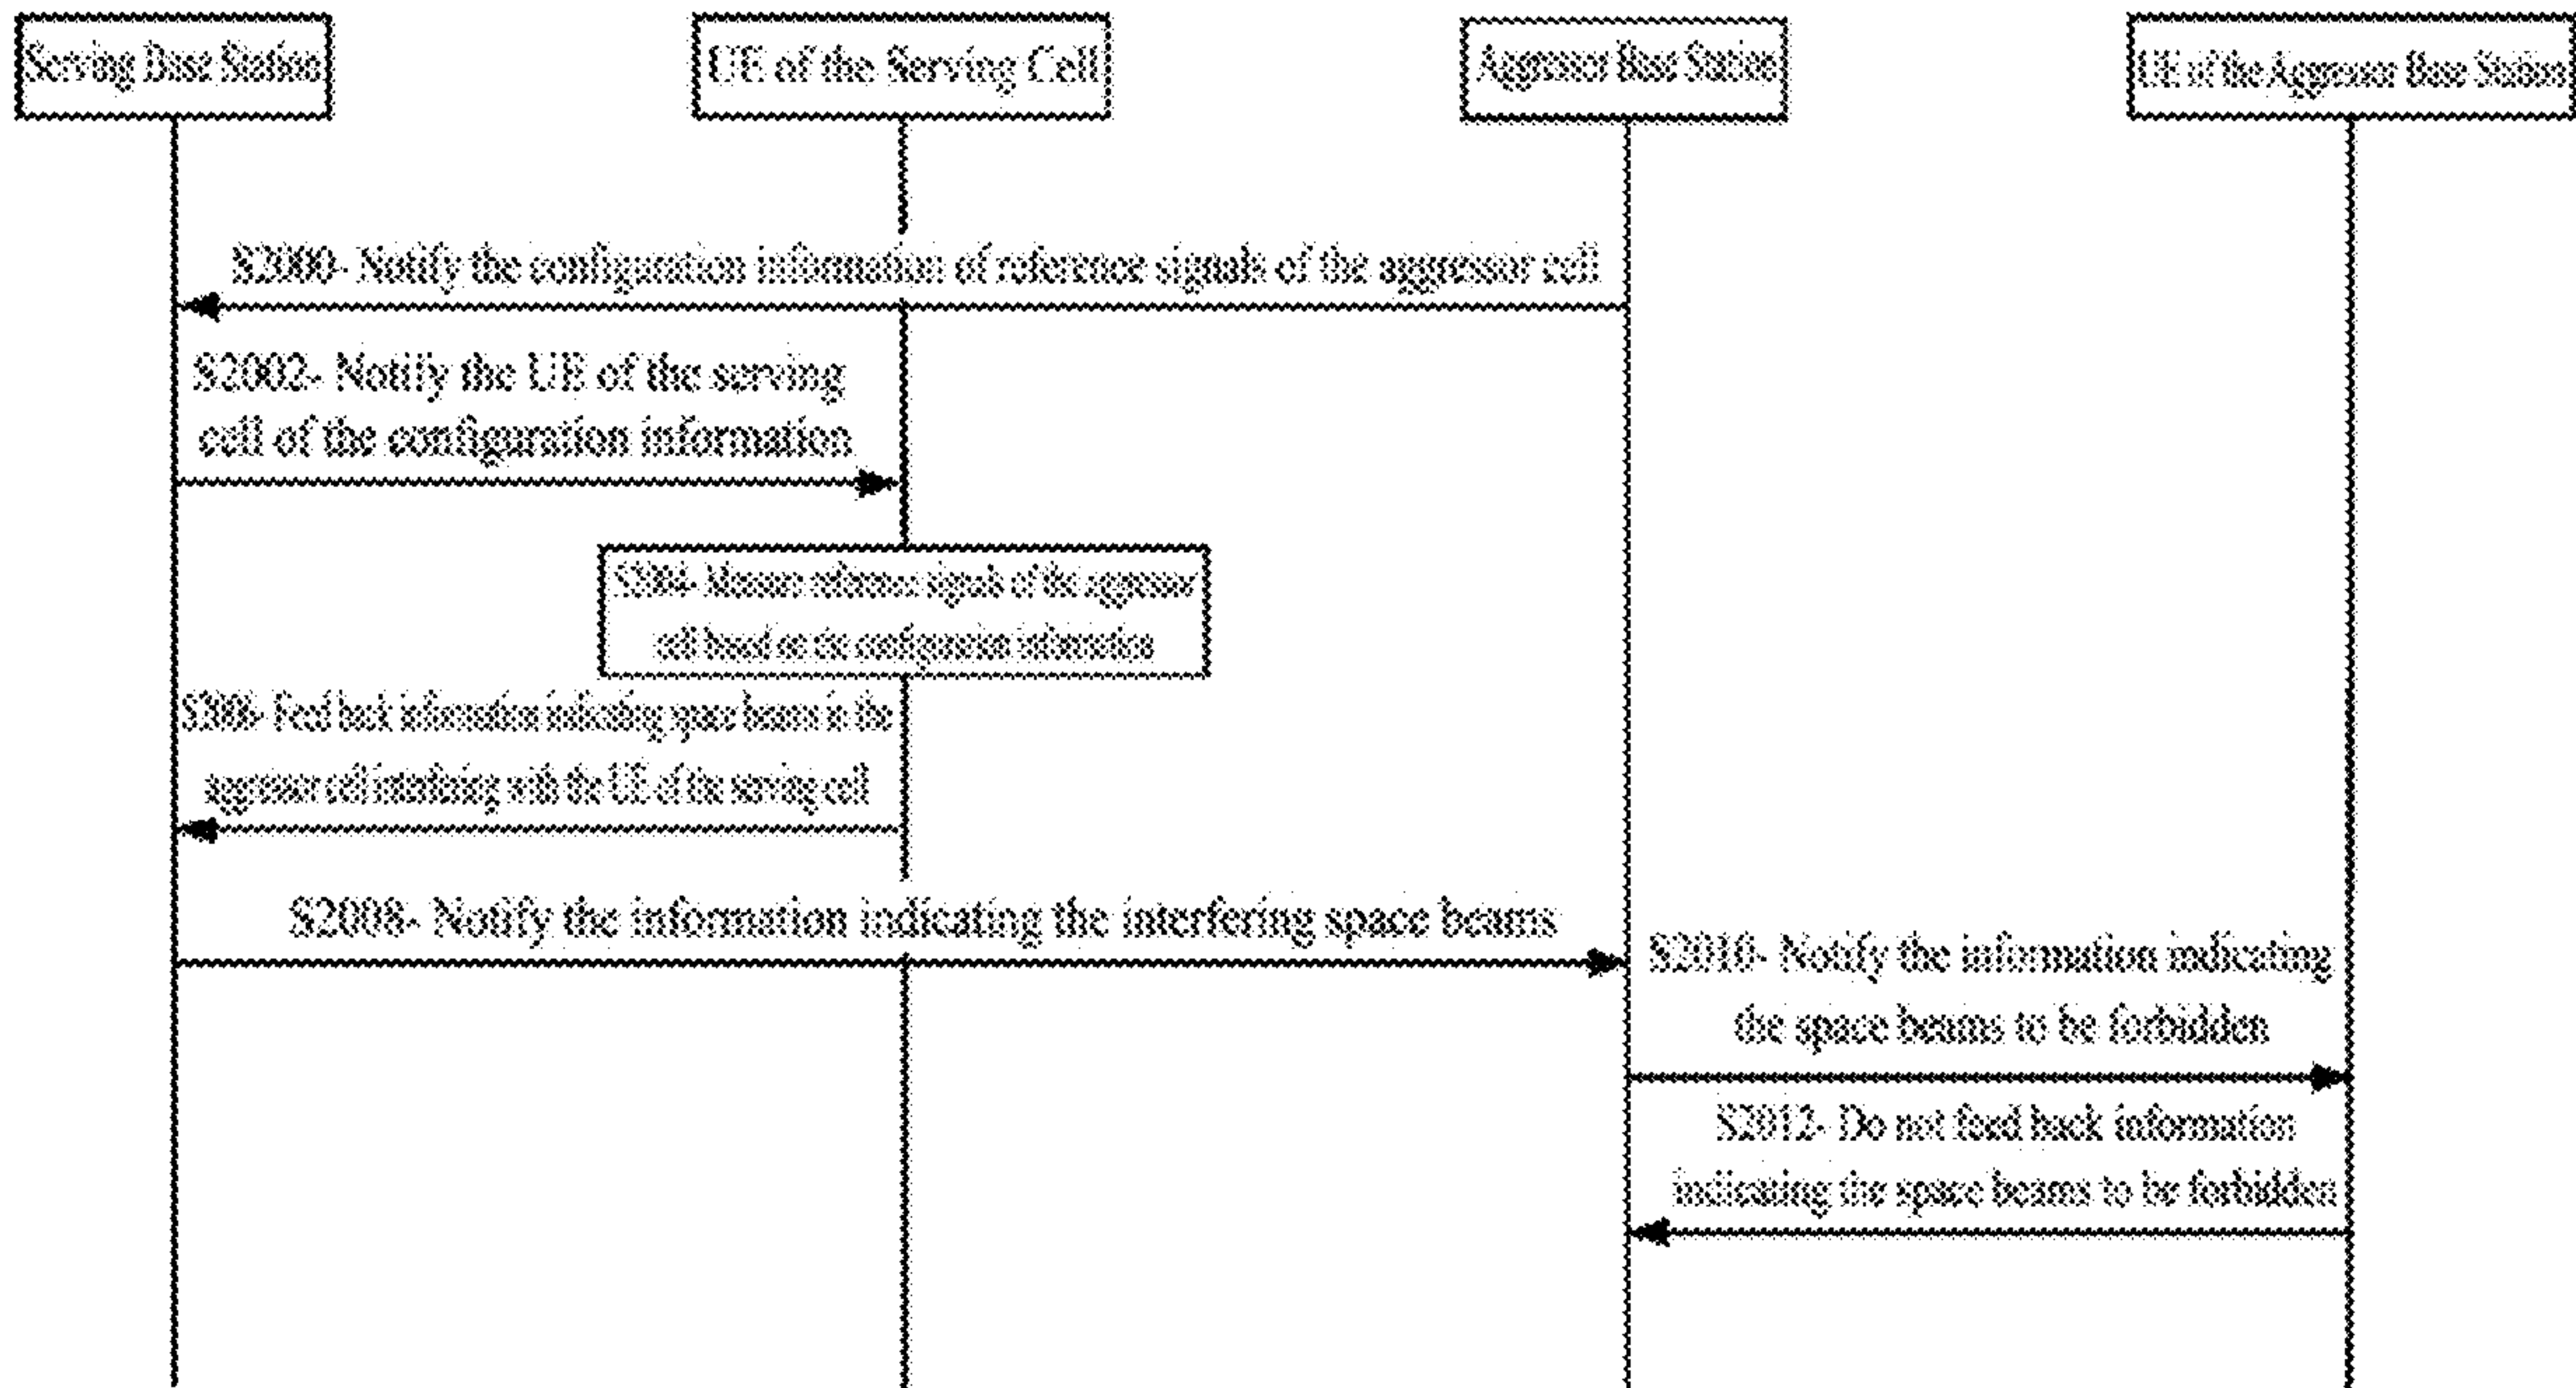 Serving Base Station
UE of the Serving Cell
Aggressor Base Station
UE of the Aggressor Base Station
S2000- Notify the configuration information of reference signals of the aggressor cell
S2002- Notify the UE of the serving
cell of the configuration information
S2004- Measure reference signals of the aggressor
cell based on the configuration information
S2006- Feed back information indicating space beams in the
aggressor cell interfering with the UE of the serving cell
S2008- Notify the information indicating the interfering space beams
S2010- Notify the information indicating
the space beams to be forbidden
S2012- Do not feed back information
indicating the space beams to be forbidden